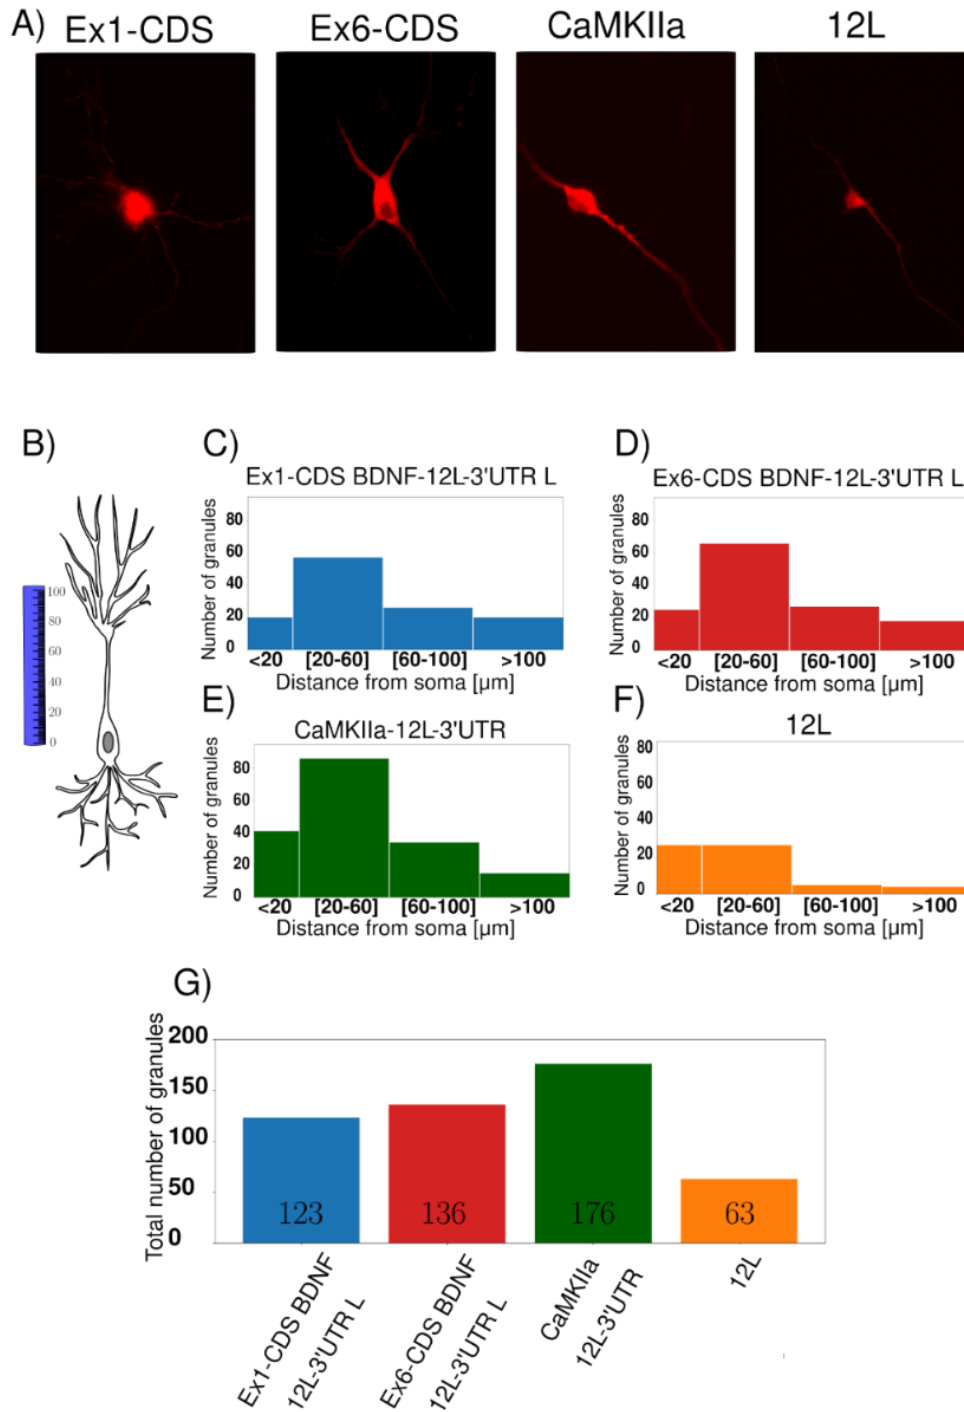 A)
Ex1-CDS
Ex6-CDS
CaMKIIa
12L
B)
100
80
60
40
20
0
C)
Ex1-CDS BDNF-12L-3'UTR L
Number of granules
80
60
40
20
0
<20 [20-60] [60-100] >100
Distance from soma [µm]
D)
Ex6-CDS BDNF-12L-3'UTR L
Number of granules
80
60
40
20
0
<20 [20-60] [60-100] >100
Distance from soma [µm]
E)
CaMKIIa-12L-3'UTR
Number of granules
80
60
40
20
0
<20 [20-60] [60-100] >100
Distance from soma [µm]
F)
12L
Number of granules
80
60
40
20
0
<20 [20-60] [60-100] >100
Distance from soma [µm]
G)
Total number of granules
200
150
100
50
0
123
136
176
63
Ex1-CDS BDNF
12L-3'UTR L
Ex6-CDS BDNF
12L-3'UTR L
CaMKIIa
12L-3'UTR
12L